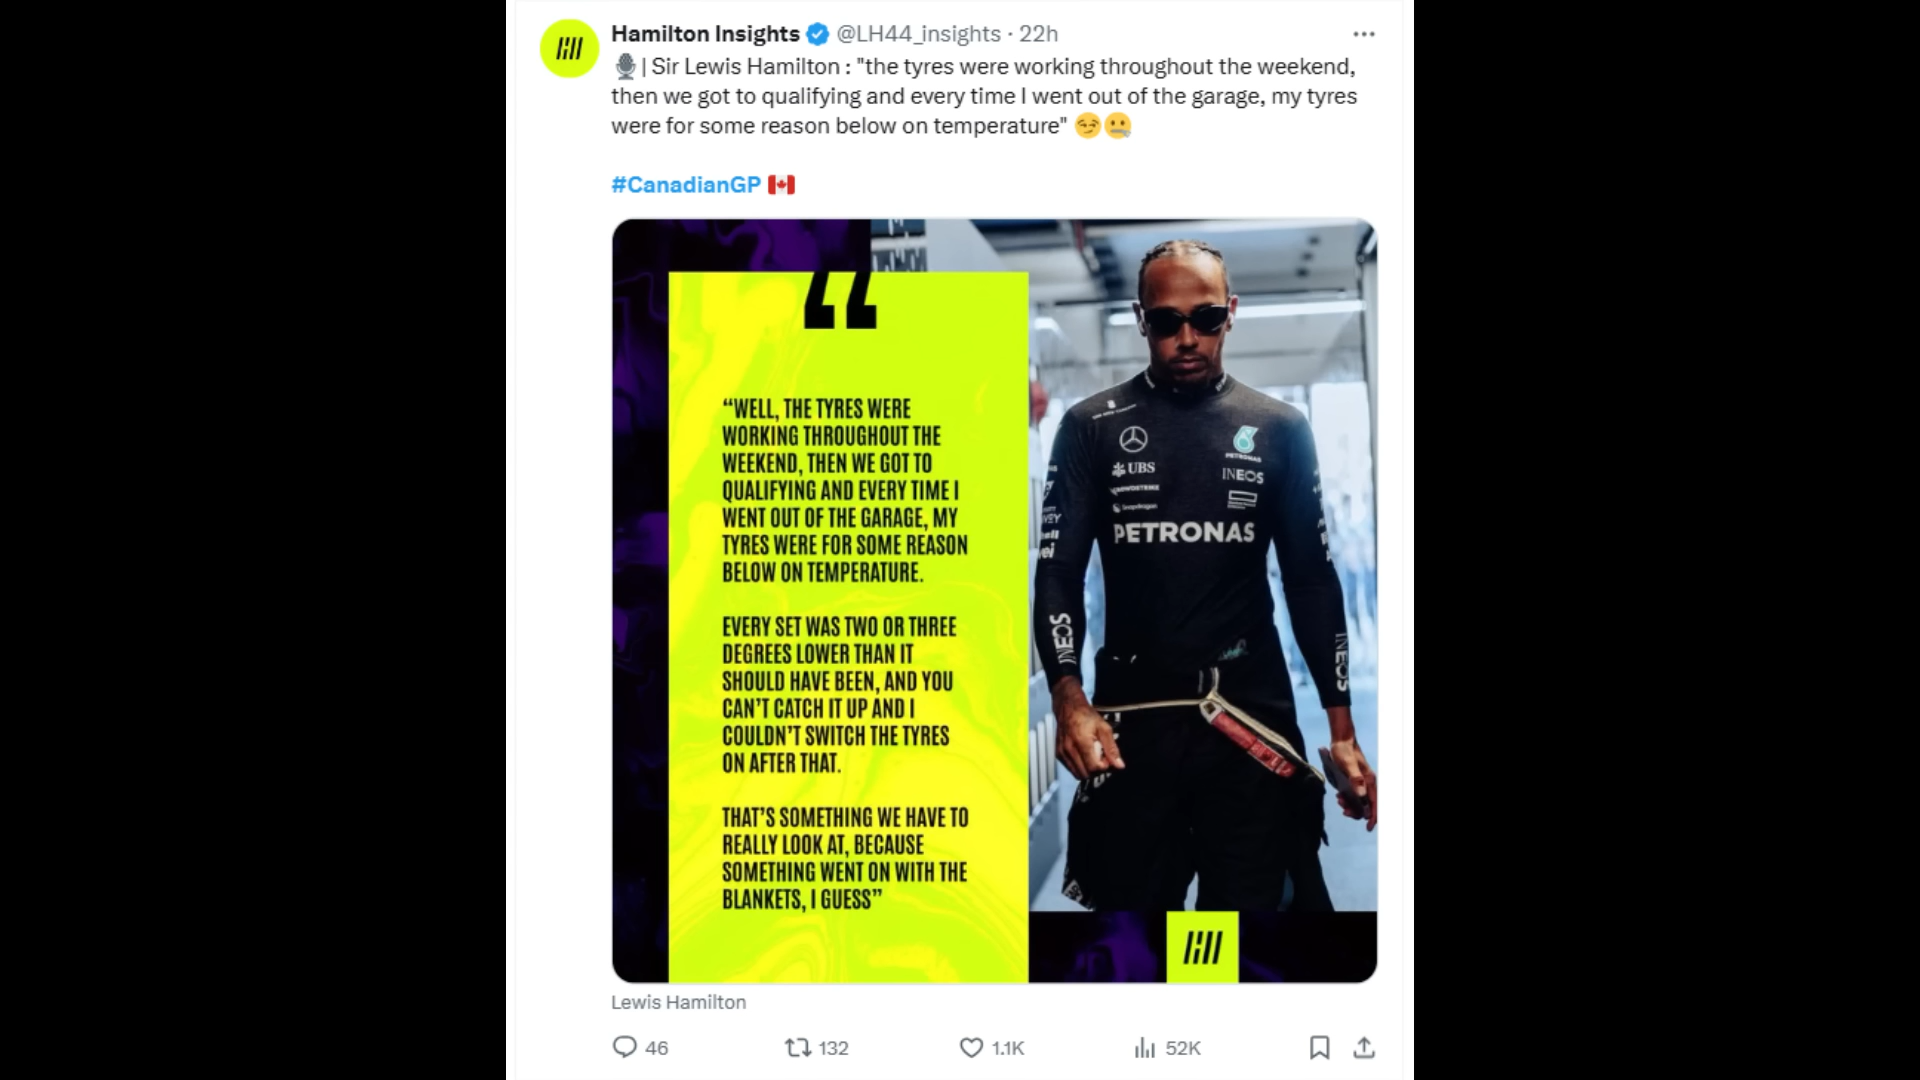 Hamilton Insights @LH44_insights · 22h
🎙️| Sir Lewis Hamilton : "the tyres were working throughout the weekend,
then we got to qualifying and every time I went out of the garage, my tyres
were for some reason below on temperature" 😏🤐
#CanadianGP 🇨🇦
“WELL, THE TYRES WERE
WORKING THROUGHOUT THE
WEEKEND, THEN WE GOT TO
QUALIFYING AND EVERY TIME I
WENT OUT OF THE GARAGE, MY
TYRES WERE FOR SOME REASON
BELOW ON TEMPERATURE.
EVERY SET WAS TWO OR THREE
DEGREES LOWER THAN IT
SHOULD HAVE BEEN, AND YOU
CAN’T CATCH IT UP AND I
COULDN’T SWITCH THE TYRES
ON AFTER THAT.
THAT’S SOMETHING WE HAVE TO
REALLY LOOK AT, BECAUSE
SOMETHING WENT ON WITH THE
BLANKETS, I GUESS”
PETRONAS
UBS
INEOS
CROWDSTRIKE
Snapdragon
PETRONAS
INEOS
INEOS
Lewis Hamilton
46 132 1.1K 52K